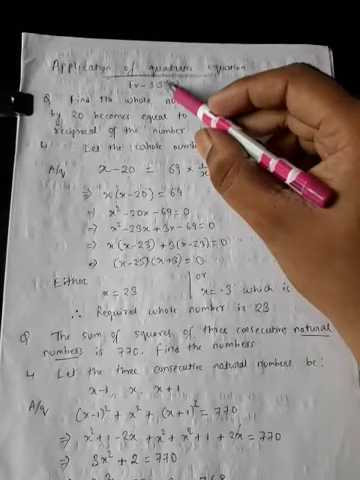 Application of quadratic equation
Ex-3.5
Q Find the whole
by 20 becomes equal to
reciprocal of the number
Let the whole
A/Q x-20 = 69 × 1/x
⇒ x(x-20) = 69
⇒ x²-20x-69=0
⇒ x²-23x+3x-69=0
⇒ x(x-23)+3(x-23)=0
⇒ (x-23)(x+3)=0
Either or
x=23 x=-3 which is
∴ Required whole number is 23
Q The sum of squares of three consecutive natural
numbers is 770. Find the numbers
Let the three consecutive natural numbers be:
x-1, x, x+1
A/Q (x-1)² + x² + (x+1)² = 770
⇒ x²+1-2x + x² + x²+1+2x = 770
⇒ 3x²+2=770